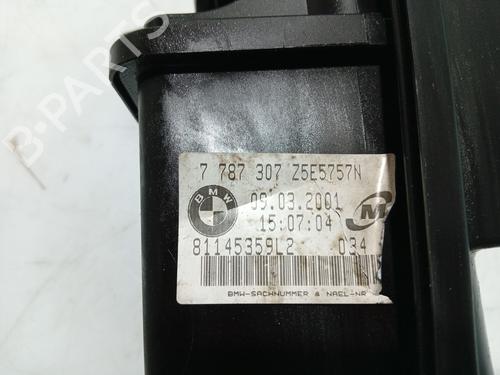 B-PARTS
7 787 307 Z5E5757N
BMW
09.03.2001
15:07:04
M
81145359L2 034
BMW-SACHNUMMER & NAEL-NR